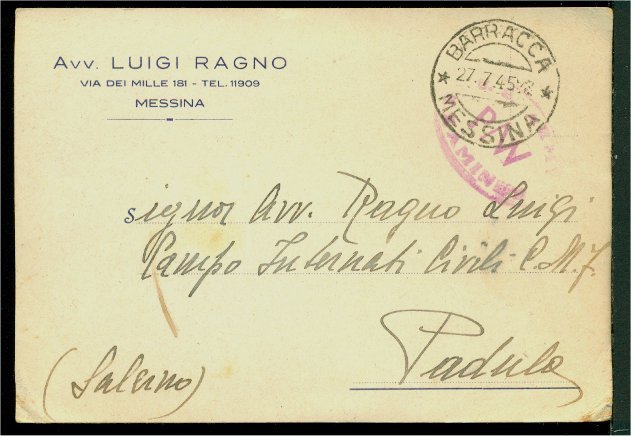 Avv. LUIGI RAGNO
VIA DEI MILLE 181 - TEL. 11909
MESSINA
BARRACCA
27.7.45
MESSINA
P/W
Signor Avv. Ragno Luigi
Campo Internati Civili C.M.7.
Padula
(Salerno)